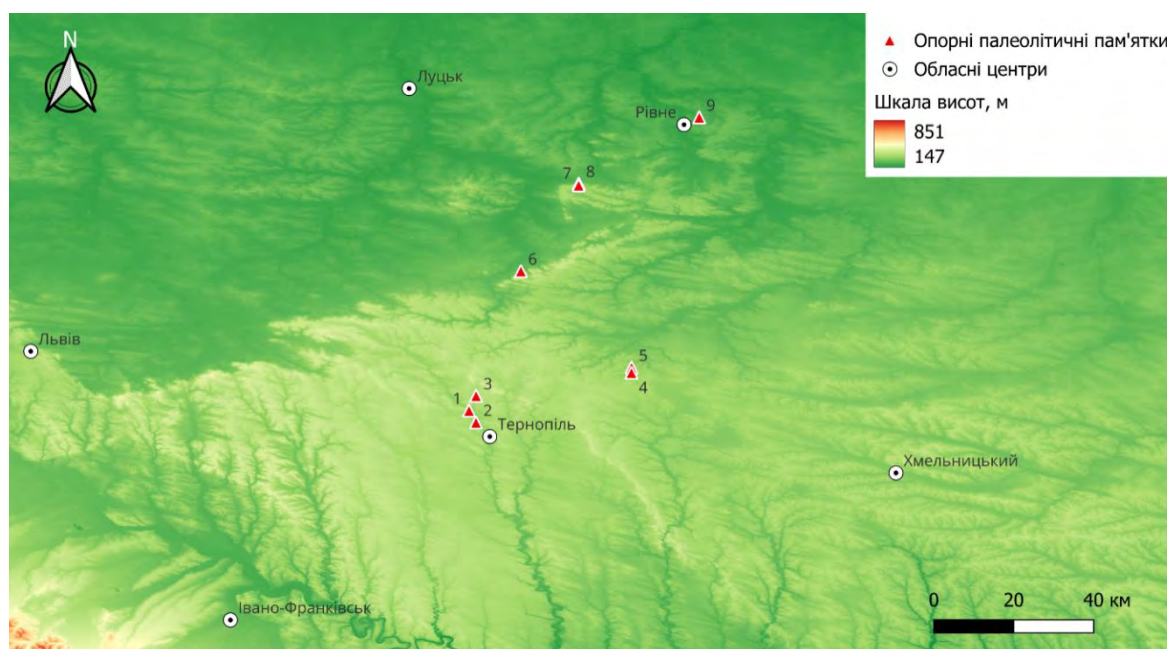 N
Опорні палеолітичні пам'ятки
Обласні центри
Шкала висот, м
851
147
Луцьк
Рівне
9
7
8
6
Львів
5
4
3
1
2
Тернопіль
Хмельницький
Івано-Франківськ
0
20
40 км